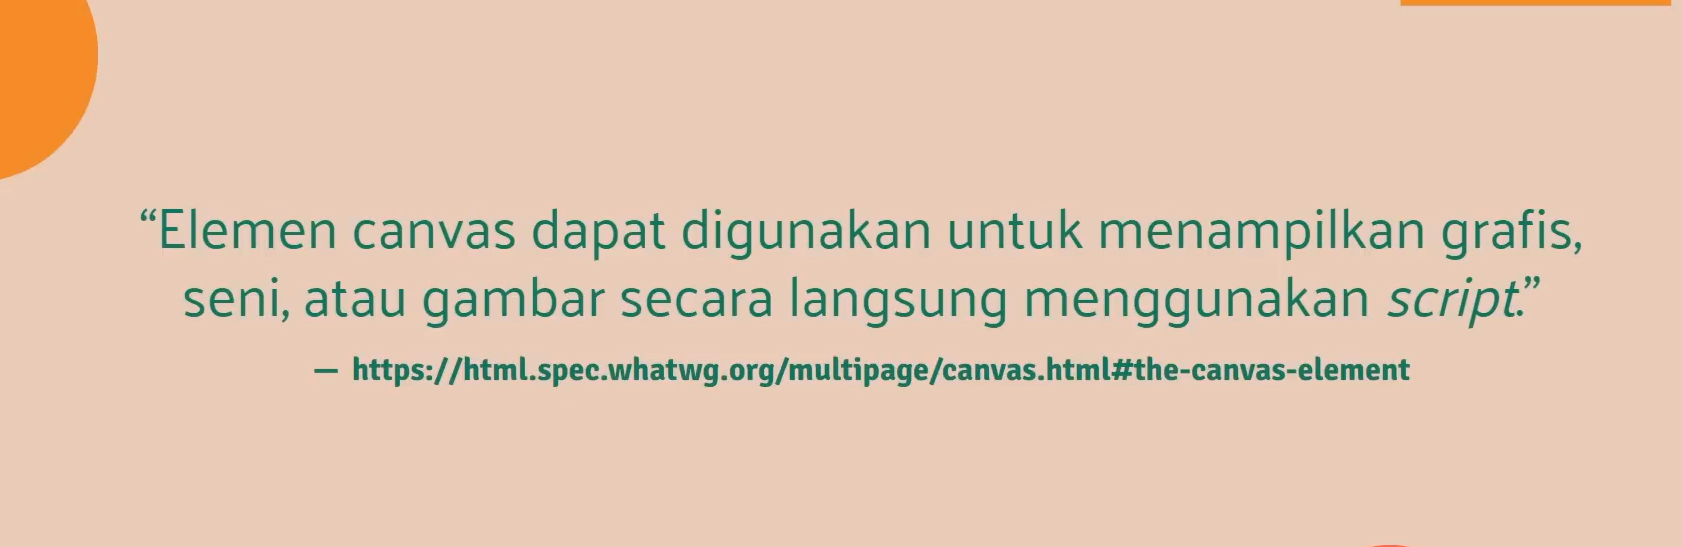 “Elemen canvas dapat digunakan untuk menampilkan grafis,
seni, atau gambar secara langsung menggunakan script.”
— https://html.spec.whatwg.org/multipage/canvas.html#the-canvas-element